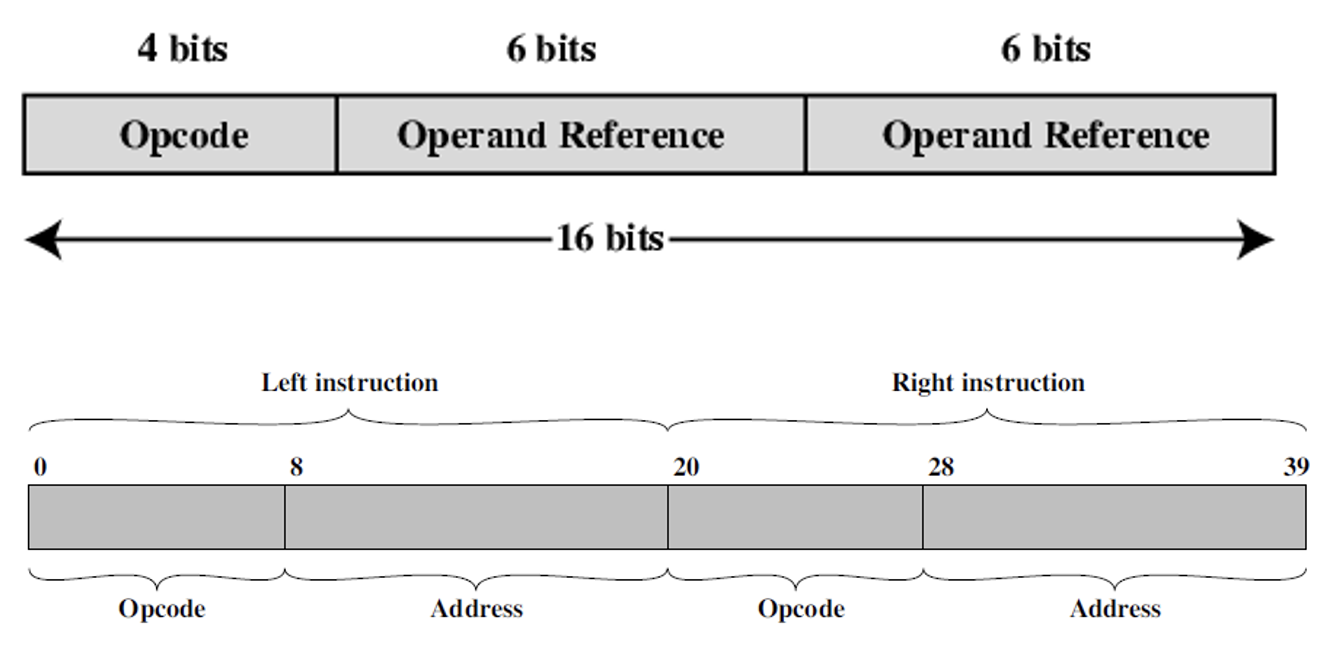 4 bits 6 bits 6 bits
Opcode Operand Reference Operand Reference
16 bits
Left instruction Right instruction
0 8 20 28 39
Opcode Address Opcode Address